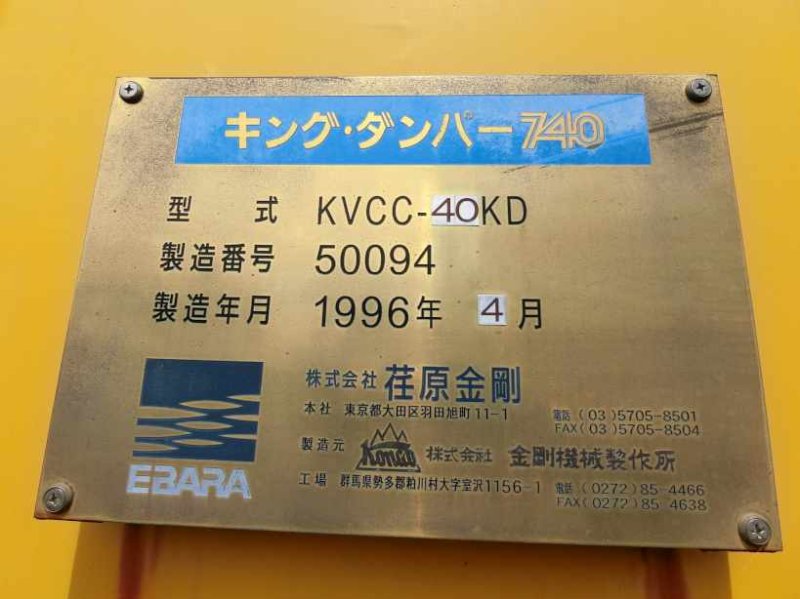 キング・ダンパー740
型 式 KVCC-40KD
製造番号 50094
製造年月 1996年 4月
株式会社 荏原金剛
本社 東京都大田区羽田旭町11-1 電話(03)5705-8501
FAX(03)5705-8504
製造元 Kongo 株式会社 金剛機械製作所
工場 群馬県勢多郡粕川村大字室沢1156-1 電話(0272)85-4466
FAX(0272)85-4638
EBARA